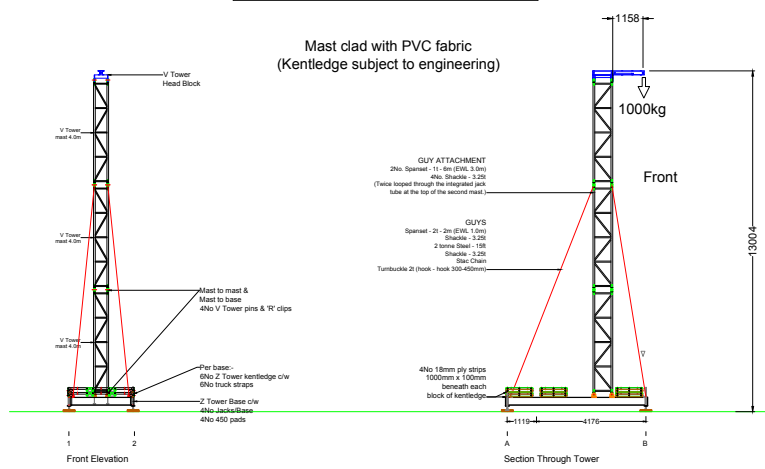 Mast clad with PVC fabric
(Kentledge subject to engineering)
V Tower
Head Block
V Tower
mast 4.0m
V Tower
mast 4.0m
V Tower
mast 4.0m
Mast to mast &
Mast to base
4No V Tower pins & 'R' clips
Per base:-
6No Z Tower kentledge c/w
6No truck straps
Z Tower Base c/w
4No Jacks/Base
4No 450 pads
1
2
Front Elevation
1158
1000kg
Front
13004
GUY ATTACHMENT
2No. Spanset - 1t - 6m (EWL 3.0m)
4No. Shackle - 3.25t
(Twice looped through the integrated jack
tube at the top of the second mast.)
GUYS
Spanset - 2t - 2m (EWL 1.0m)
Shackle - 3.25t
2 tonne Steel - 15ft
Shackle - 3.25t
Stac Chain
Turnbuckle 2t (hook - hook 300-450mm)
4No 18mm ply strips
1000mm x 100mm
beneath each
block of kentledge
1119
4176
A
B
Section Through Tower